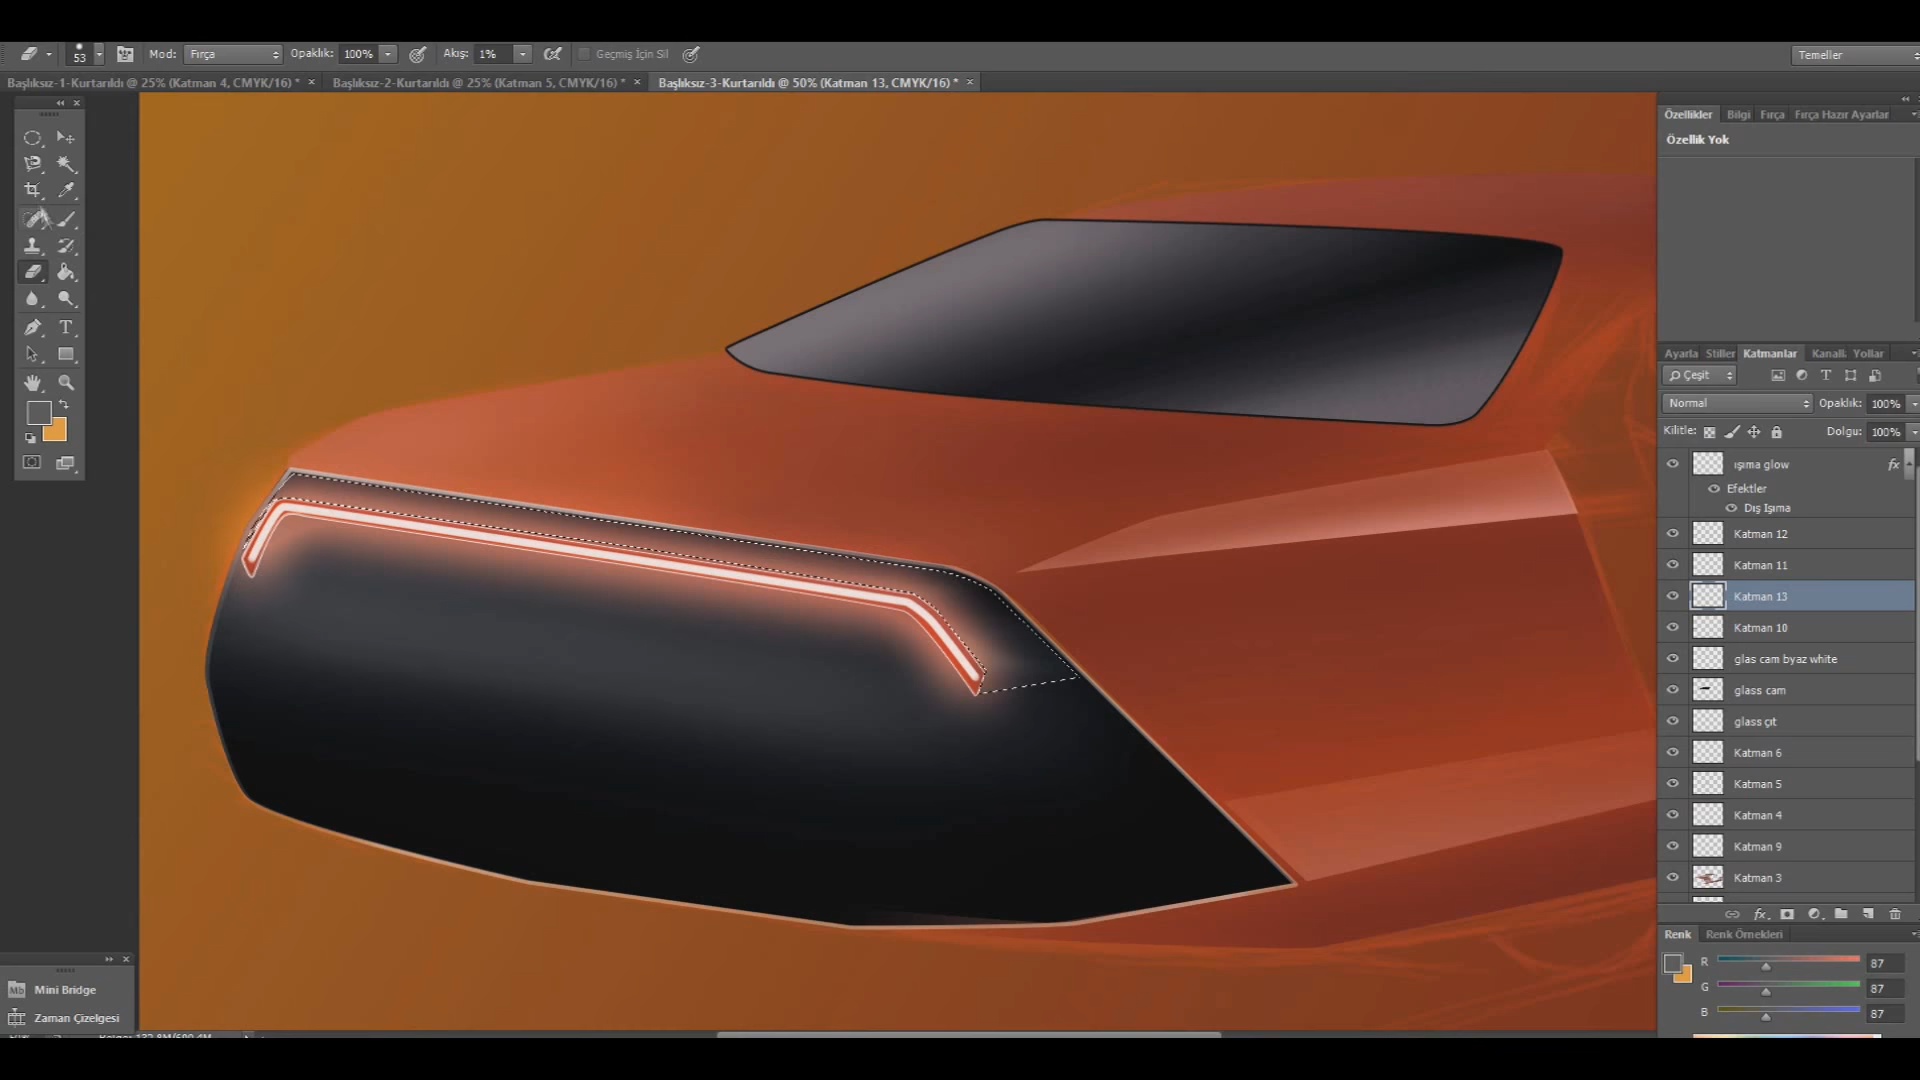 53 Mod: Fırça Opaklık: 100% Akış: 1% Geçmiş İçin Sil Temeller
Başlıksız-1-Kurtarıldı @ 25% (Katman 4, CMYK/16) * × Başlıksız-2-Kurtarıldı @ 25% (Katman 5, CMYK/16) * × Başlıksız-3-Kurtarıldı @ 50% (Katman 13, CMYK/16) * ×
Özellikler Bilgi Fırça Fırça Hazır Ayarlar
Özellik Yok
Ayarla Stiller Katmanlar Kanall Yollar
Çeşit
Normal Opaklık: 100%
Kilitle: Dolgu: 100%
ışıma glow fx
Efektler
Dış Işıma
Katman 12
Katman 11
Katman 13
Katman 10
glas cam byaz white
glass cam
glass çıt
Katman 6
Katman 5
Katman 4
Katman 9
Katman 3
fx
Renk Renk Örnekleri
R 87
G 87
B 87
Mb Mini Bridge
Zaman Çizelgesi